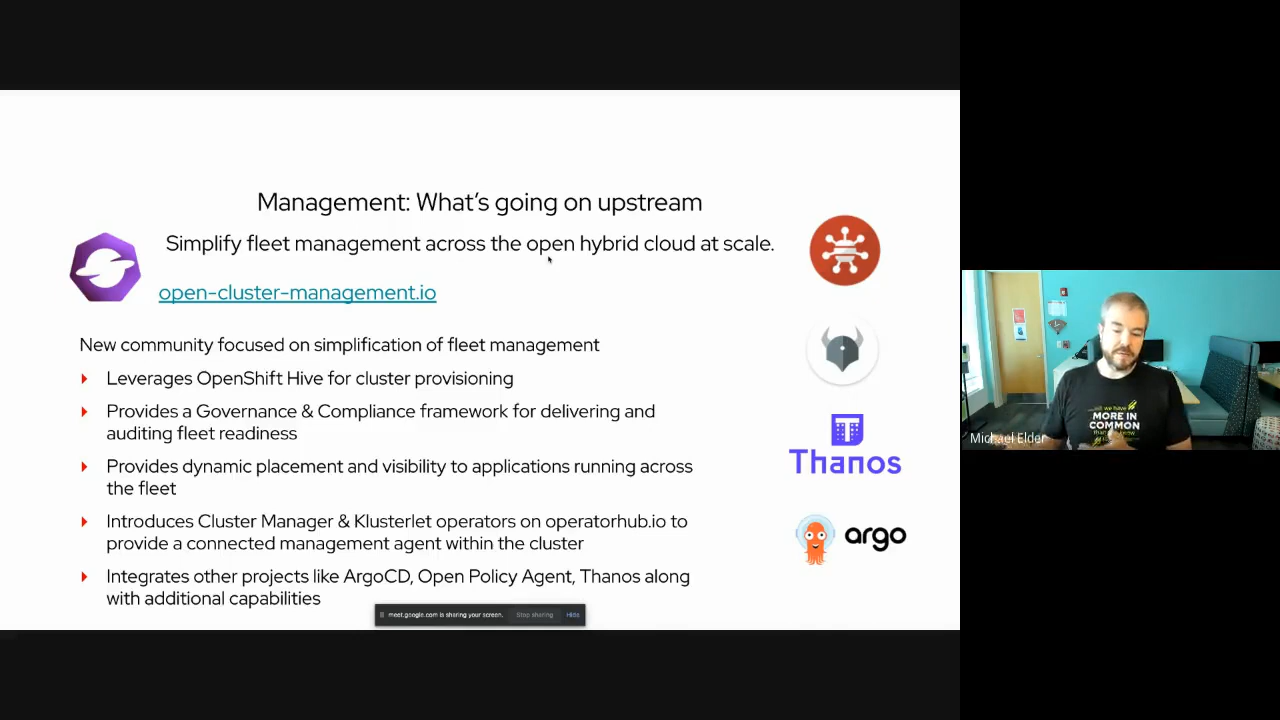 Management: What's going on upstream
Simplify fleet management across the open hybrid cloud at scale.
open-cluster-management.io
New community focused on simplification of fleet management
Leverages OpenShift Hive for cluster provisioning
Provides a Governance & Compliance framework for delivering and
auditing fleet readiness
Provides dynamic placement and visibility to applications running across
the fleet
Introduces Cluster Manager & Klusterlet operators on operatorhub.io to
provide a connected management agent within the cluster
Integrates other projects like ArgoCD, Open Policy Agent, Thanos along
with additional capabilities
T
Thanos
argo
meet.google.com is sharing your screen.
Stop sharing
Hide
we have
MORE IN
COMMON
Michael Elder